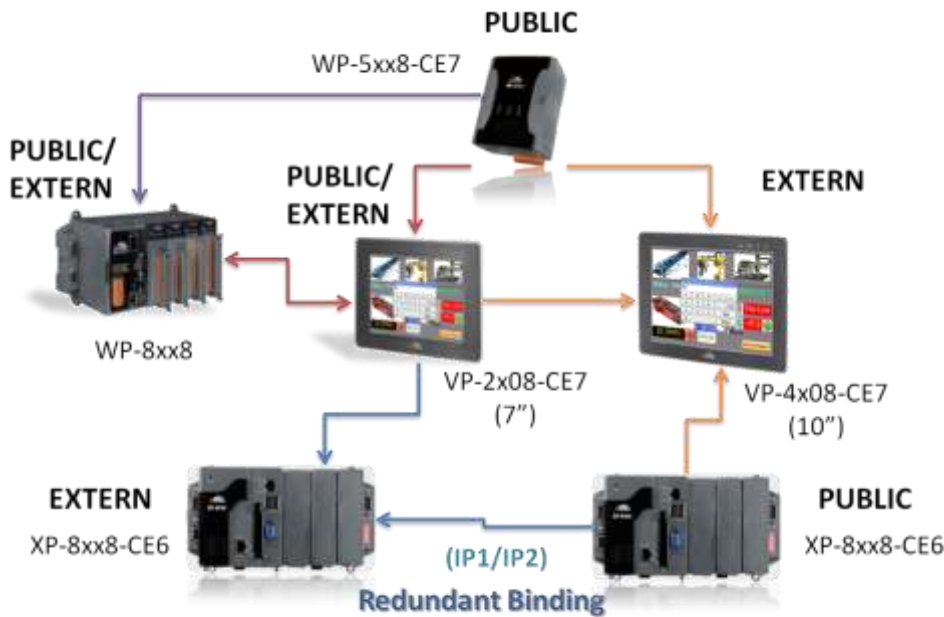 PUBLIC
WP-5xx8-CE7
PUBLIC/
EXTERN
PUBLIC/
EXTERN
EXTERN
WP-8xx8
VP-2x08-CE7
(7”)
VP-4x08-CE7
(10”)
EXTERN
XP-8xx8-CE6
PUBLIC
XP-8xx8-CE6
(IP1/IP2)
Redundant Binding